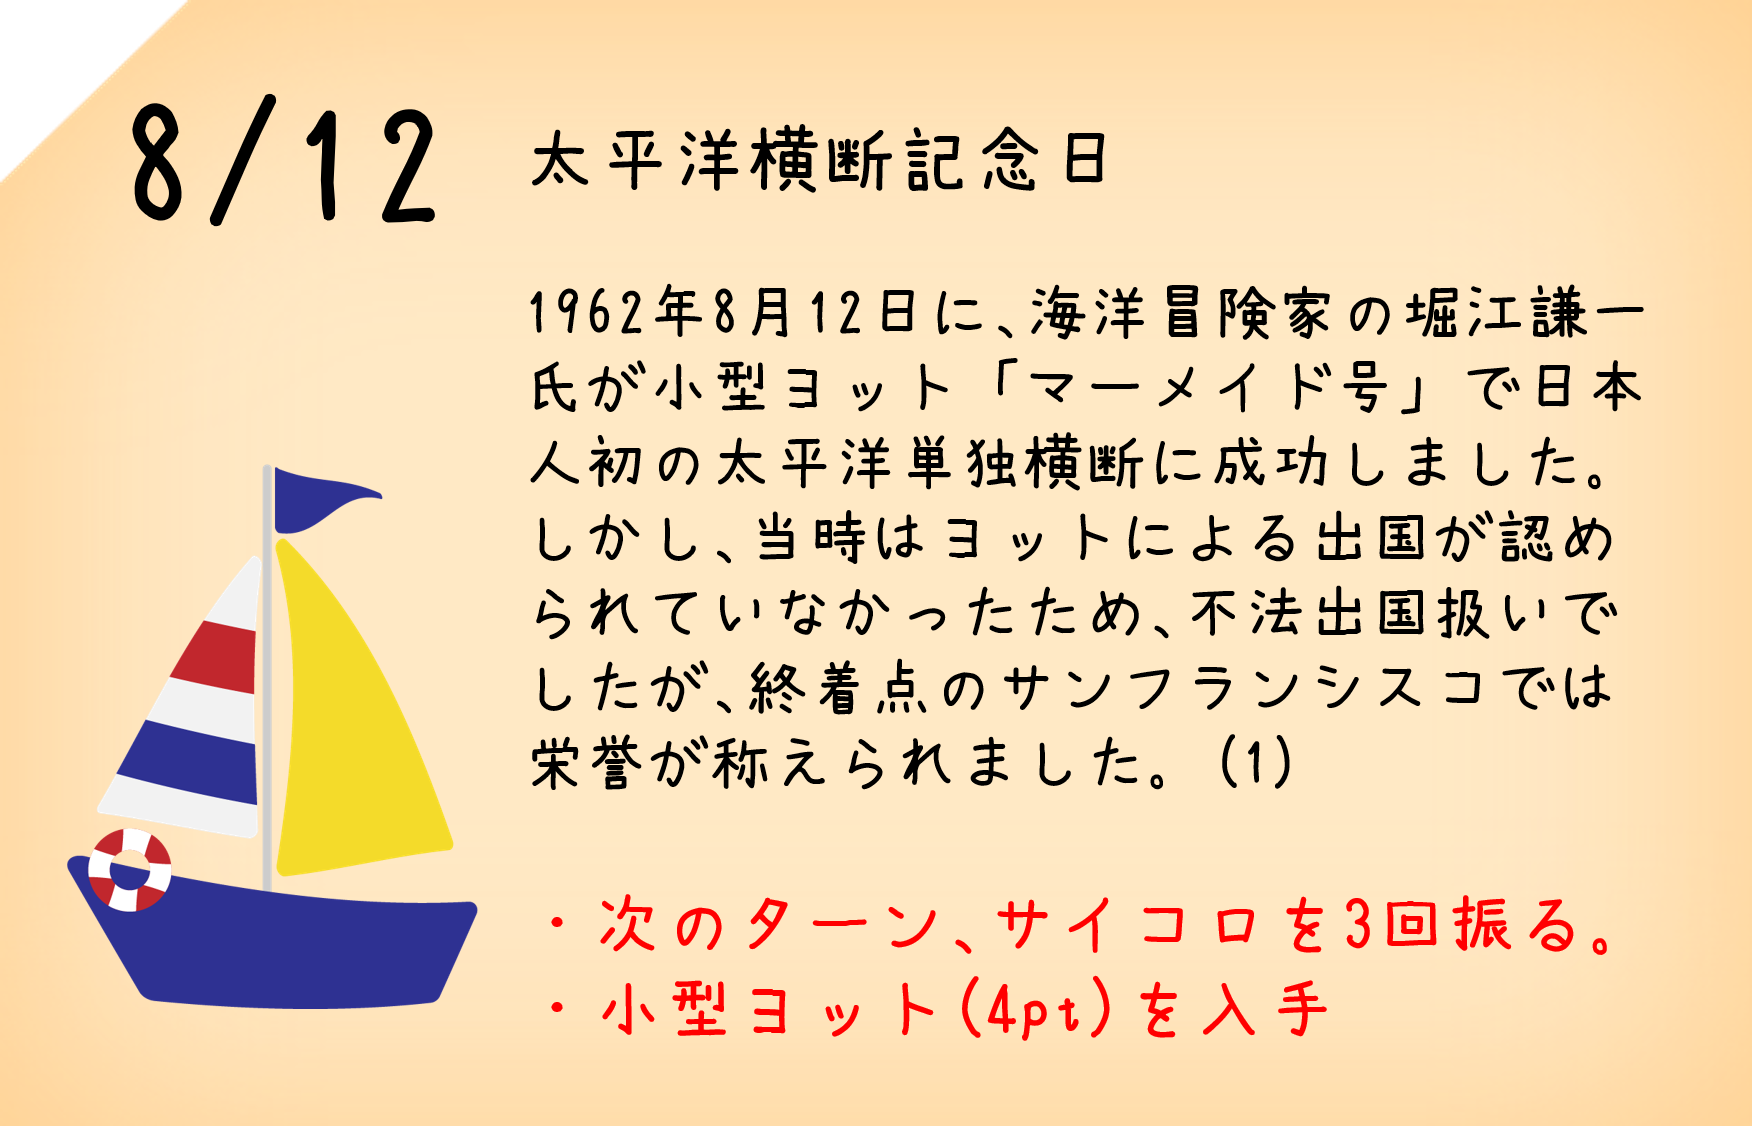 8/12 太平洋横断記念日
1962年8月12日に、海洋冒険家の堀江謙一
氏が小型ヨット「マーメイド号」で日本
人初の太平洋単独横断に成功しました。
しかし、当時はヨットによる出国が認め
られていなかったため、不法出国扱いで
したが、終着点のサンフランシスコでは
栄誉が称えられました。(1)
・次のターン、サイコロを3回振る。
・小型ヨット(4pt)を入手